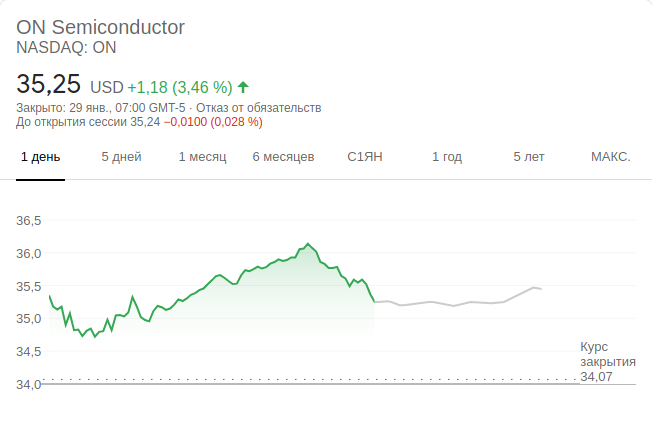 ON Semiconductor
NASDAQ: ON
35,25 USD +1,18 (3,46 %)
Закрыто: 29 янв., 07:00 GMT-5 · Отказ от обязательств
До открытия сессии 35,24 −0,0100 (0,028 %)
1 день 5 дней 1 месяц 6 месяцев С1ЯН 1 год 5 лет МАКС.
36,5
36,0
35,5
35,0
34,5
34,0
Курс
закрытия
34,07